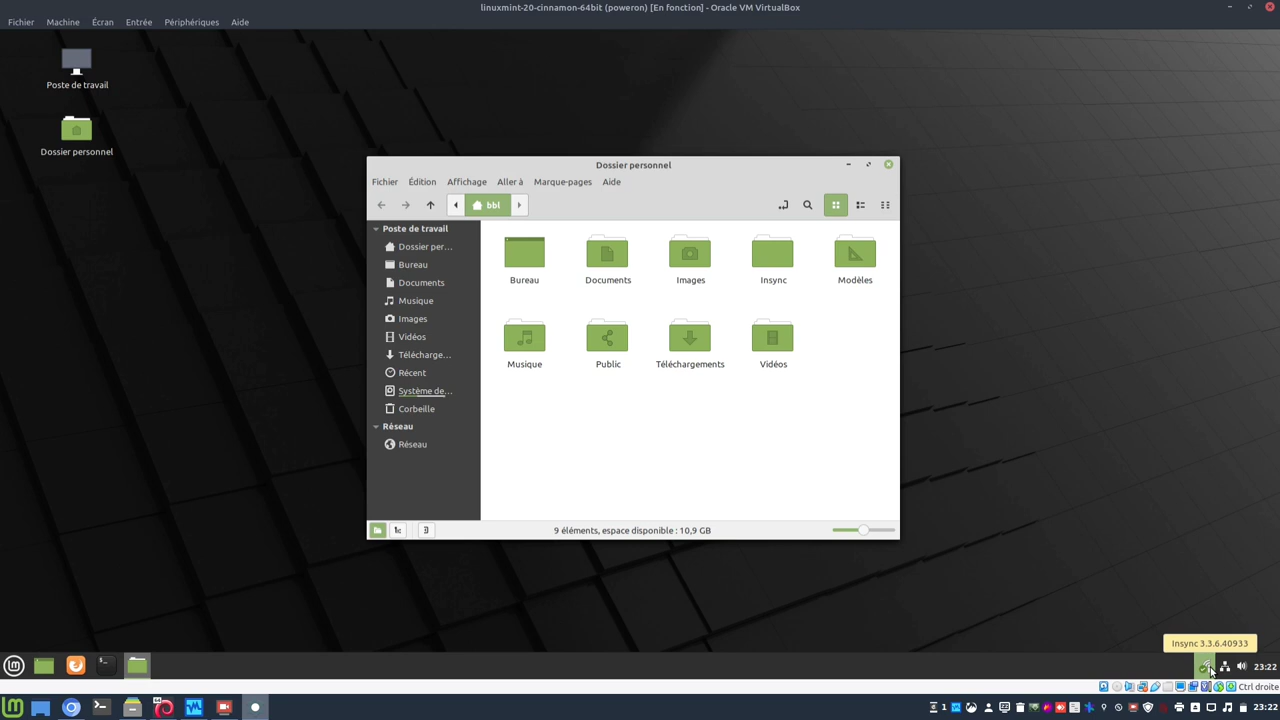 linuxmint-20-cinnamon-64bit (poweron) [En fonction] - Oracle VM VirtualBox
Fichier Machine Écran Entrée Périphériques Aide
Poste de travail
Dossier personnel
Dossier personnel
Fichier Édition Affichage Aller à Marque-pages Aide
bbl
Poste de travail
Dossier per...
Bureau
Documents
Musique
Images
Vidéos
Télécharge...
Récent
Système de...
Corbeille
Réseau
Réseau
Bureau Documents Images Insync Modèles
Musique Public Téléchargements Vidéos
9 éléments, espace disponible : 10,9 GB
Insync 3.3.6.40933
23:22
Ctrl droite
1
23:22